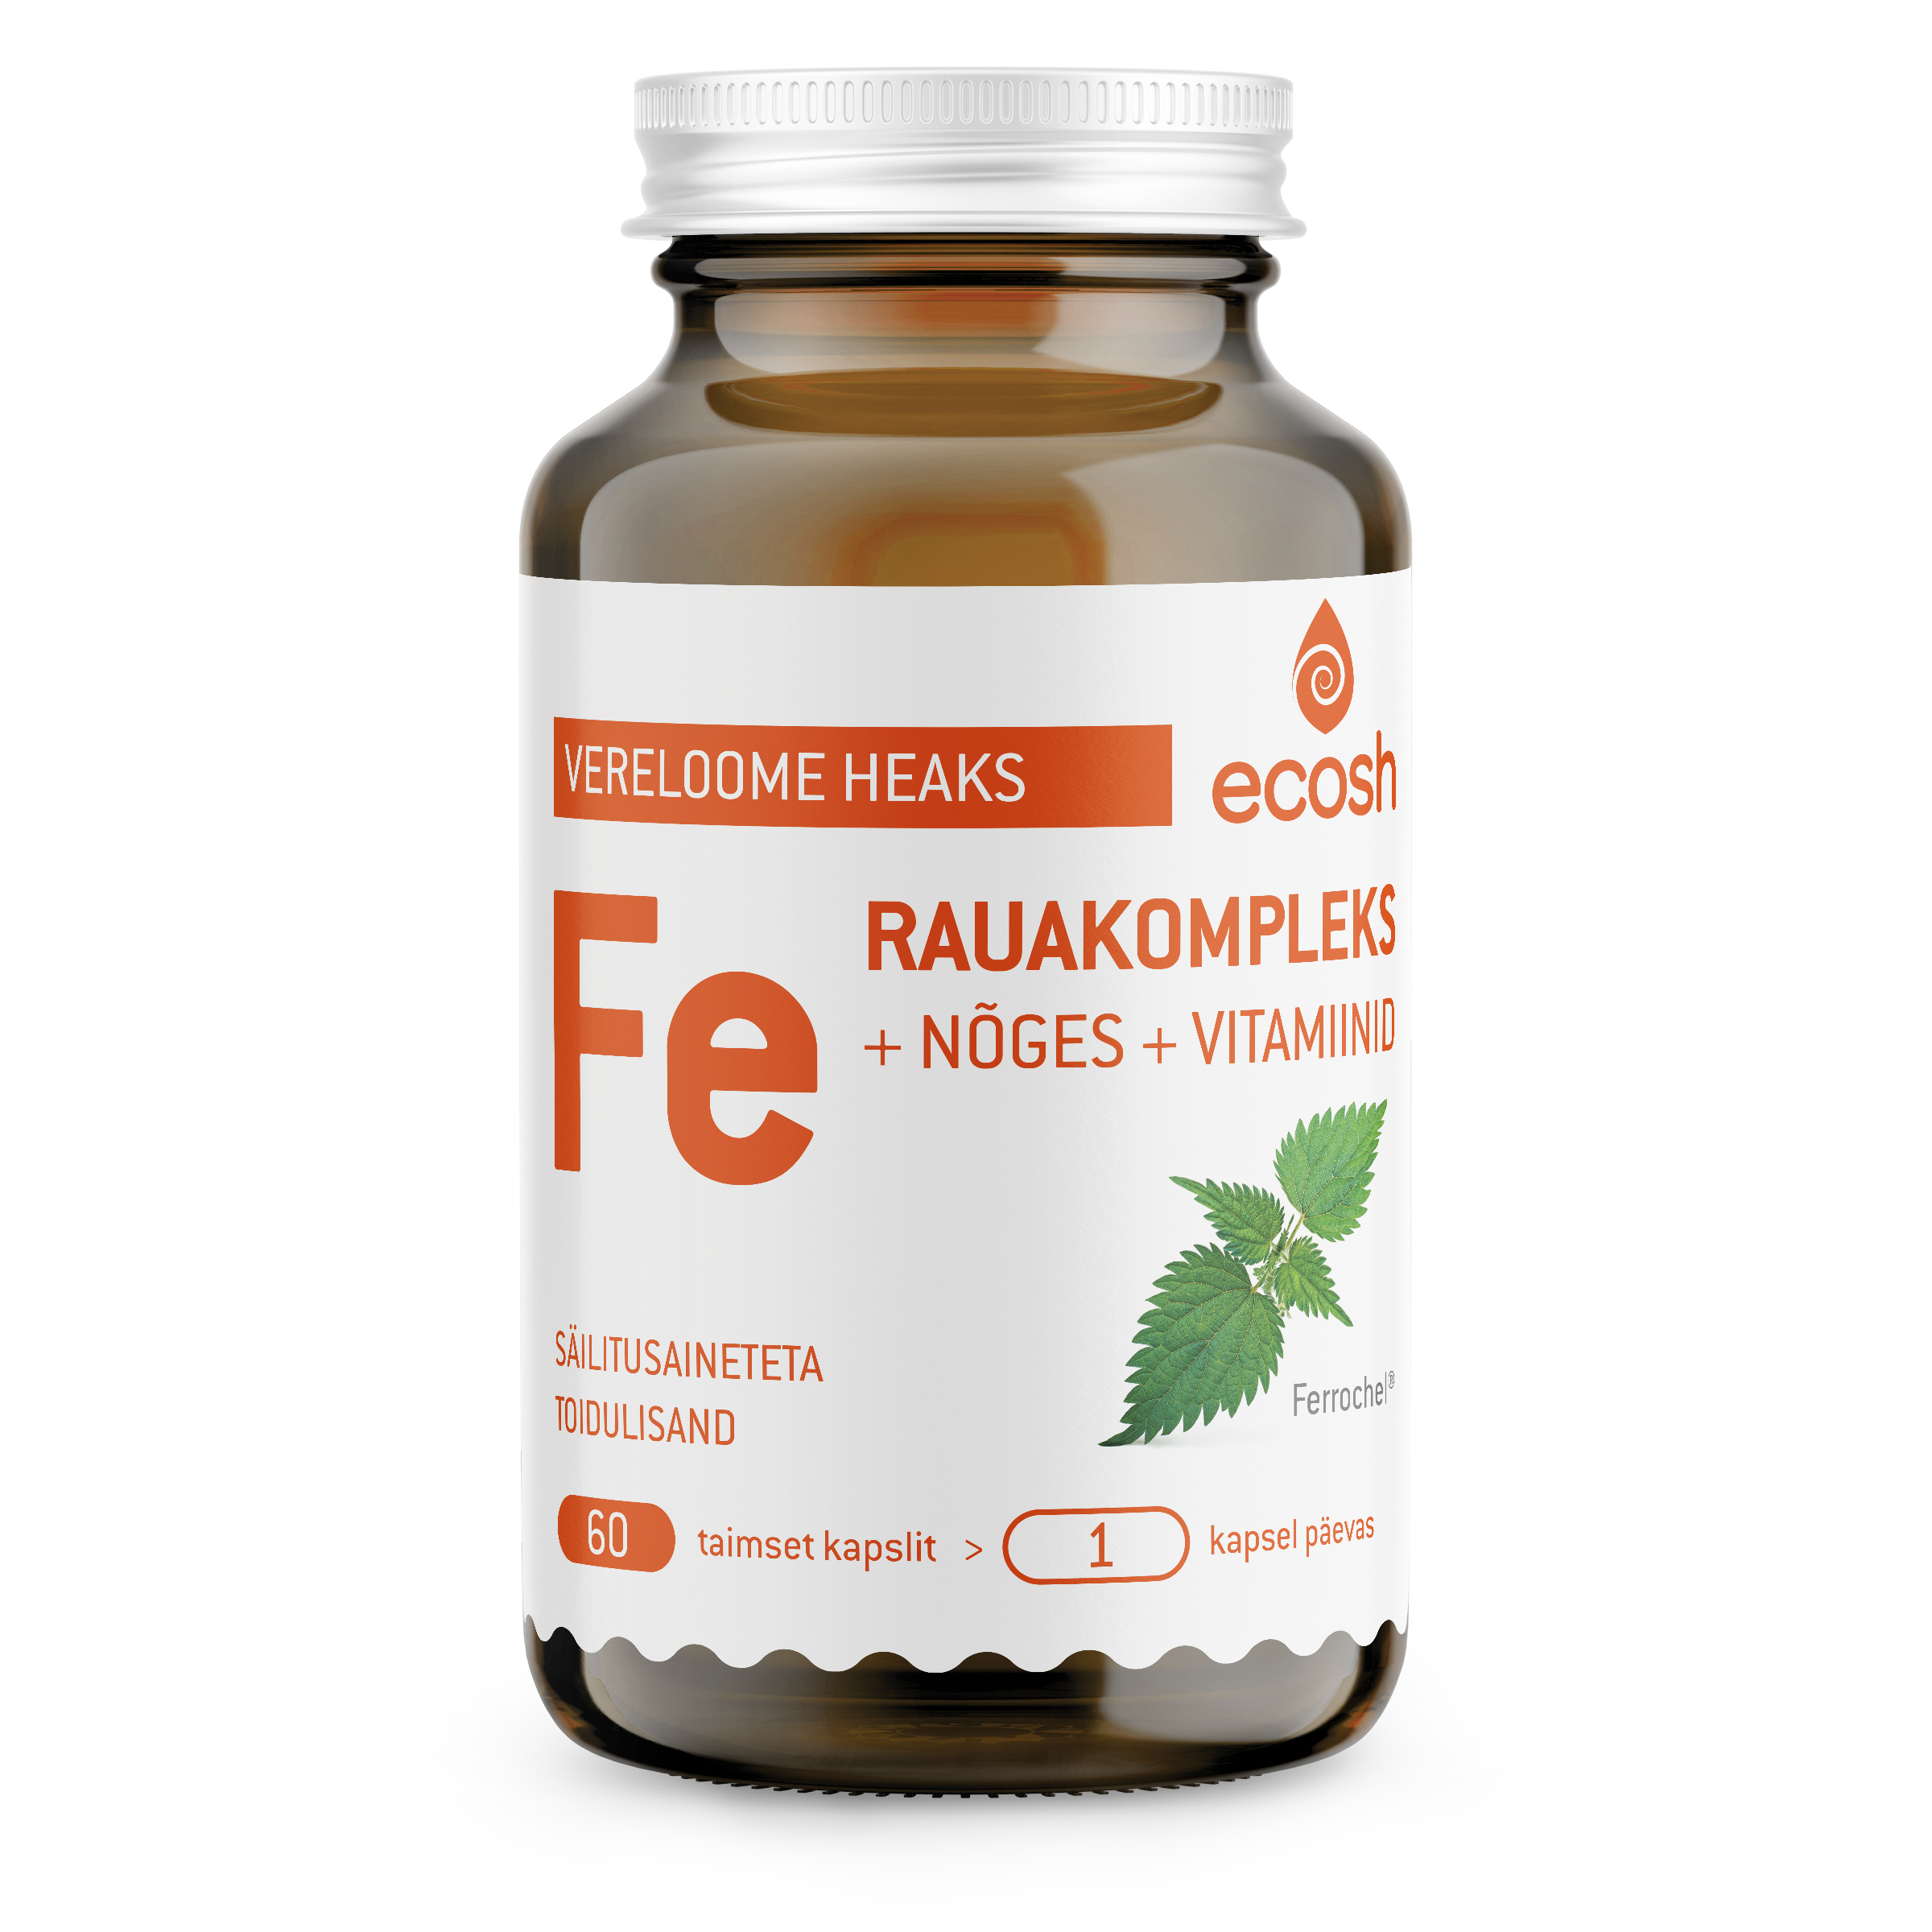 ecosh
VERELOOME HEAKS
Fe
RAUAKOMPLEKS
+ NÕGES + VITAMIINID
Ferrochel®
SÄILITUSAINETETA
TOIDULISAND
60 taimset kapslit > 1 kapsel päevas